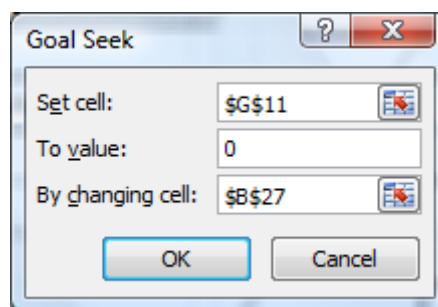 Goal Seek
Set cell: $G$11
To value: 0
By changing cell: $B$27
OK Cancel